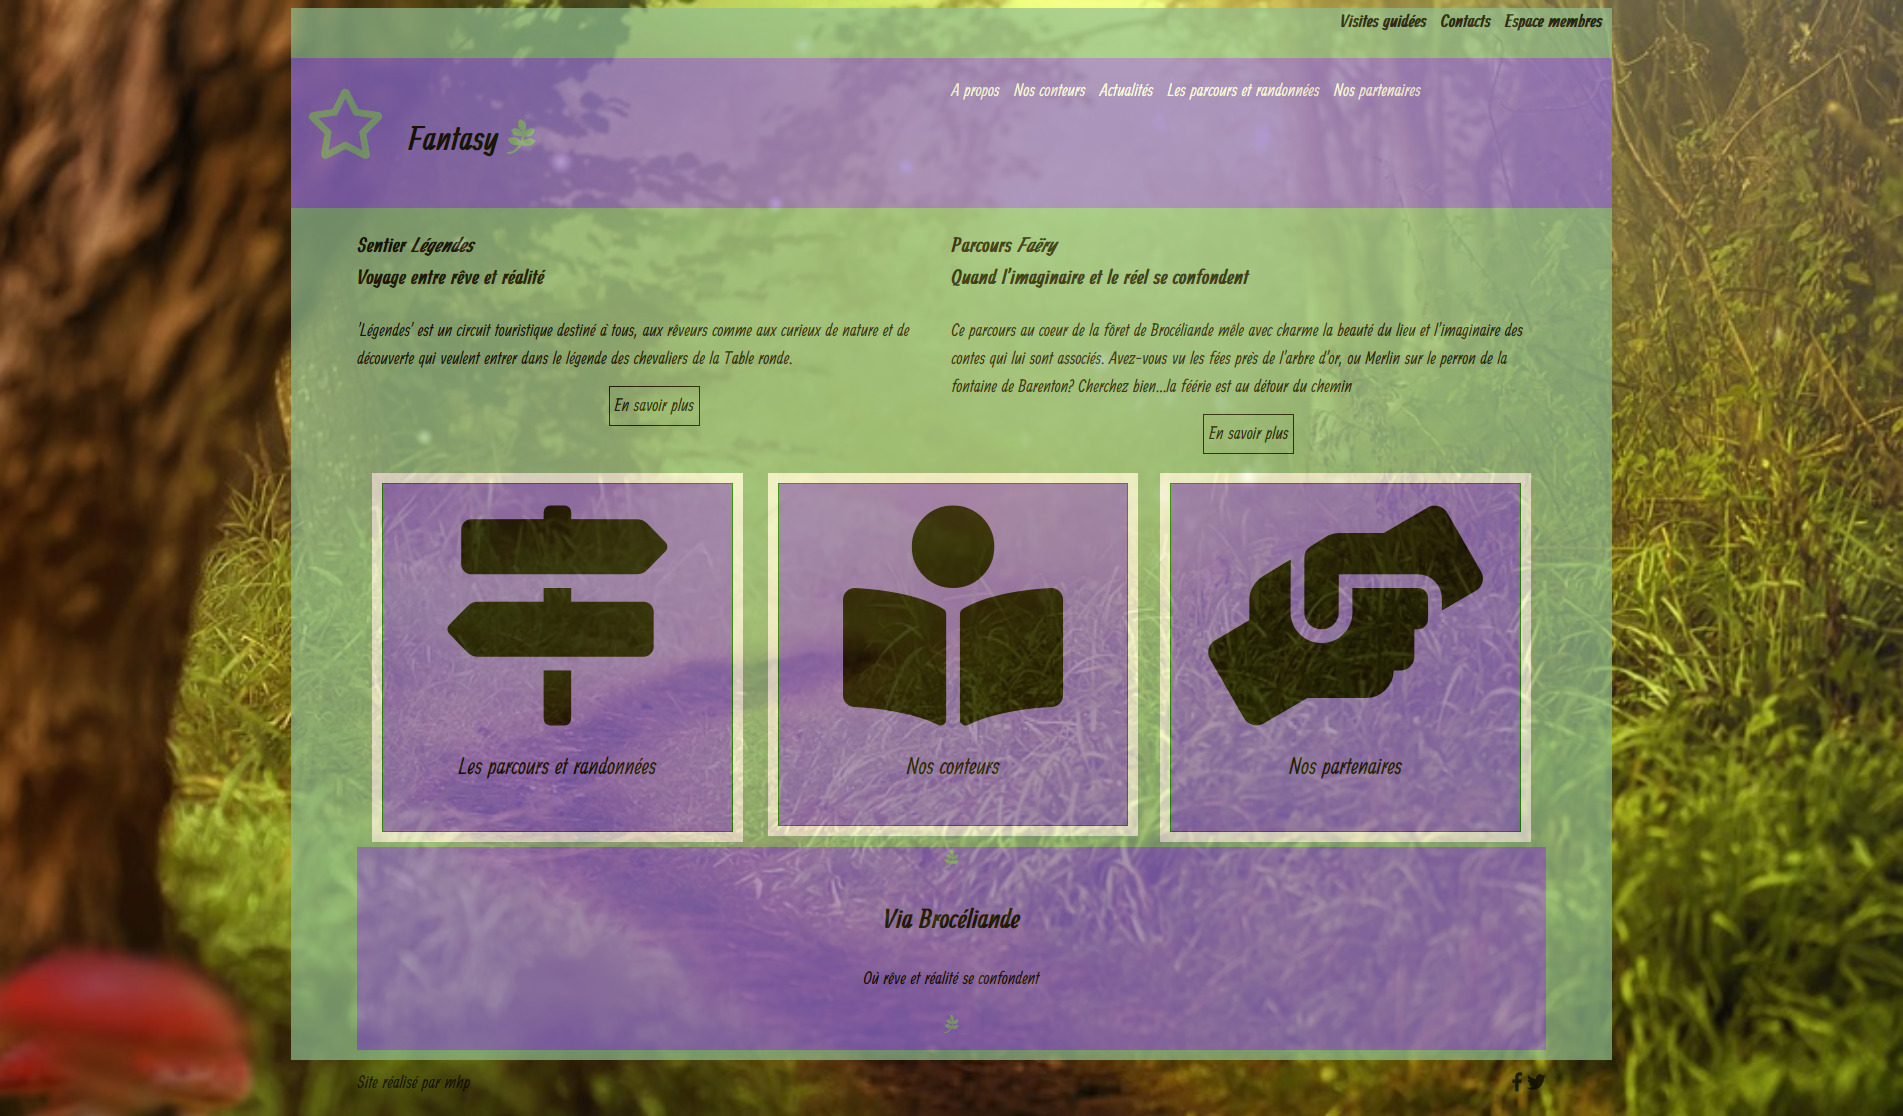 Visites guidées Contacts Espace membres
A propos Nos conteurs Actualités Les parcours et randonnées Nos partenaires
Fantasy
Sentier Légendes
Voyage entre rêve et réalité
'Légendes' est un circuit touristique destiné à tous, aux rêveurs comme aux curieux de nature et de
découverte qui veulent entrer dans le légende des chevaliers de la Table ronde.
En savoir plus
Parcours Faëry
Quand l'imaginaire et le réel se confondent
Ce parcours au coeur de la fôret de Brocéliande mêle avec charme la beauté du lieu et l'imaginaire des
contes qui lui sont associés. Avez-vous vu les fées près de l'arbre d'or, ou Merlin sur le perron de la
fontaine de Barenton? Cherchez bien...la féérie est au détour du chemin
En savoir plus
Les parcours et randonnées
Nos conteurs
Nos partenaires
Via Brocéliande
Où rêve et réalité se confondent
Site réalisé par mhp